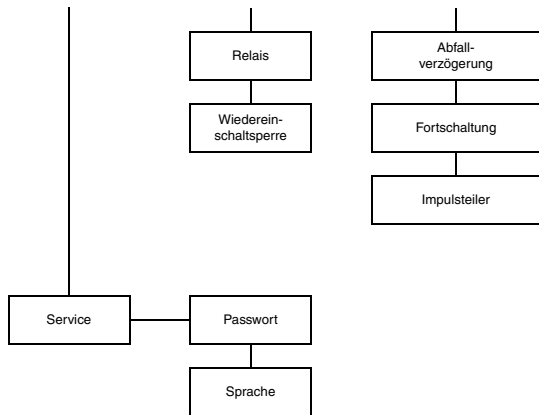 Relais
Abfall-
verzögerung
Wiederein-
schaltsperre
Fortschaltung
Impulsteiler
Service
Passwort
Sprache